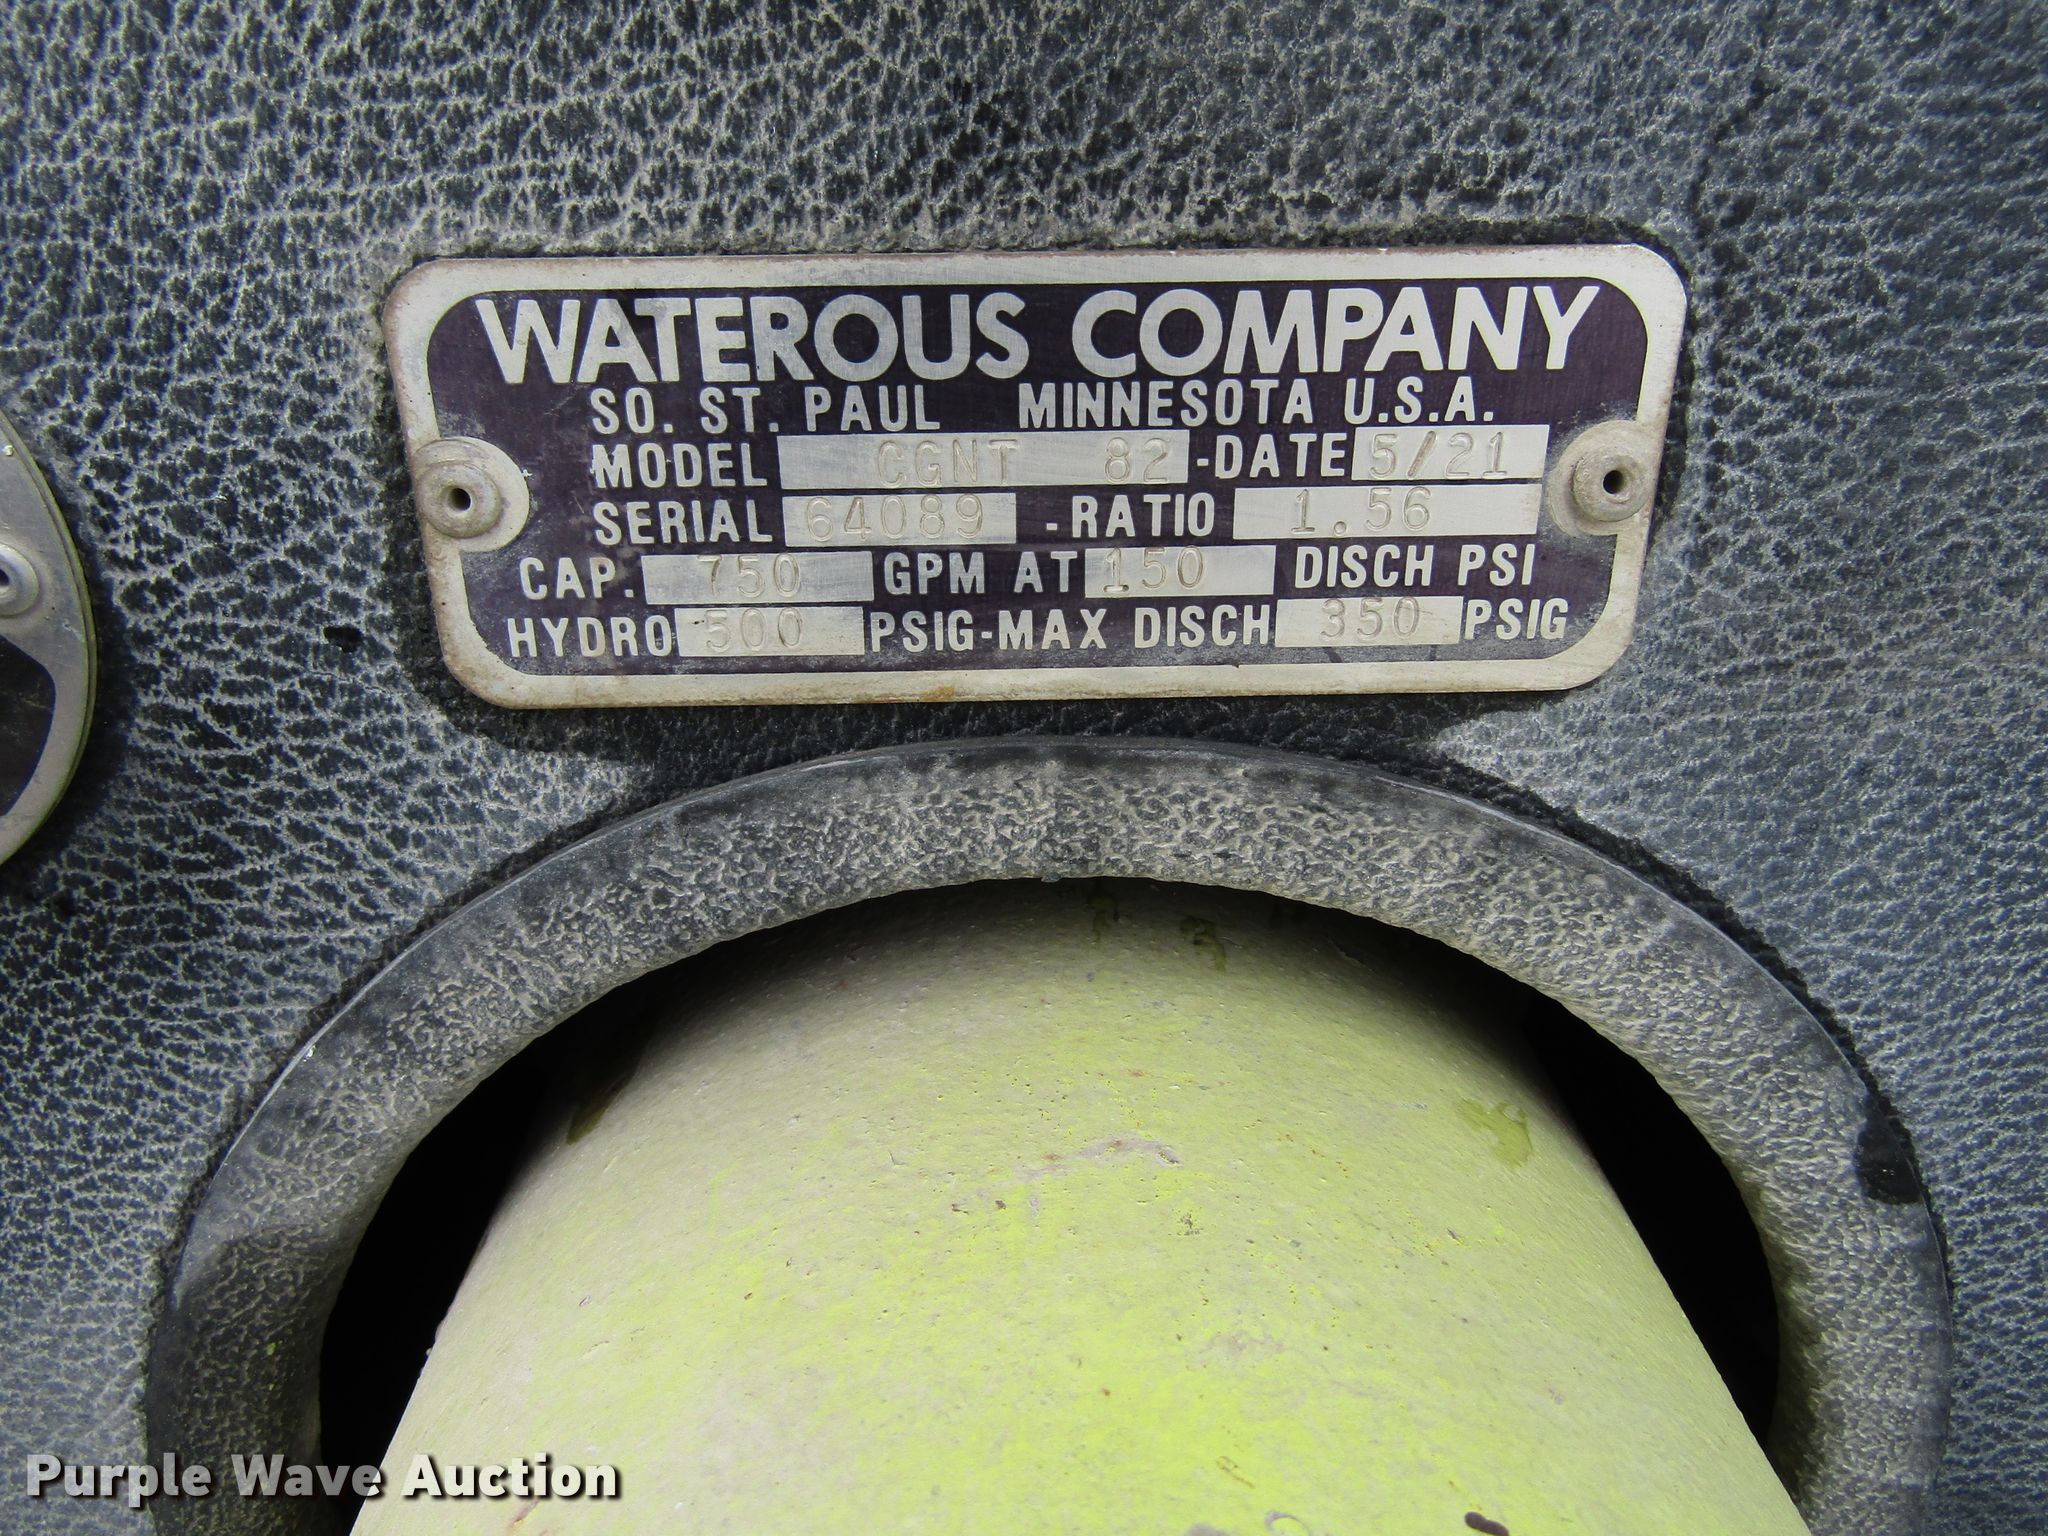 WATEROUS COMPANY
SO. ST. PAUL MINNESOTA U.S.A.
MODEL CGNT 82 -DATE 5/21
SERIAL 64089 -RATIO 1.56
CAP. 750 GPM AT 150 DISCH PSI
HYDRO 500 PSIG-MAX DISCH 350 PSIG
Purple Wave Auction